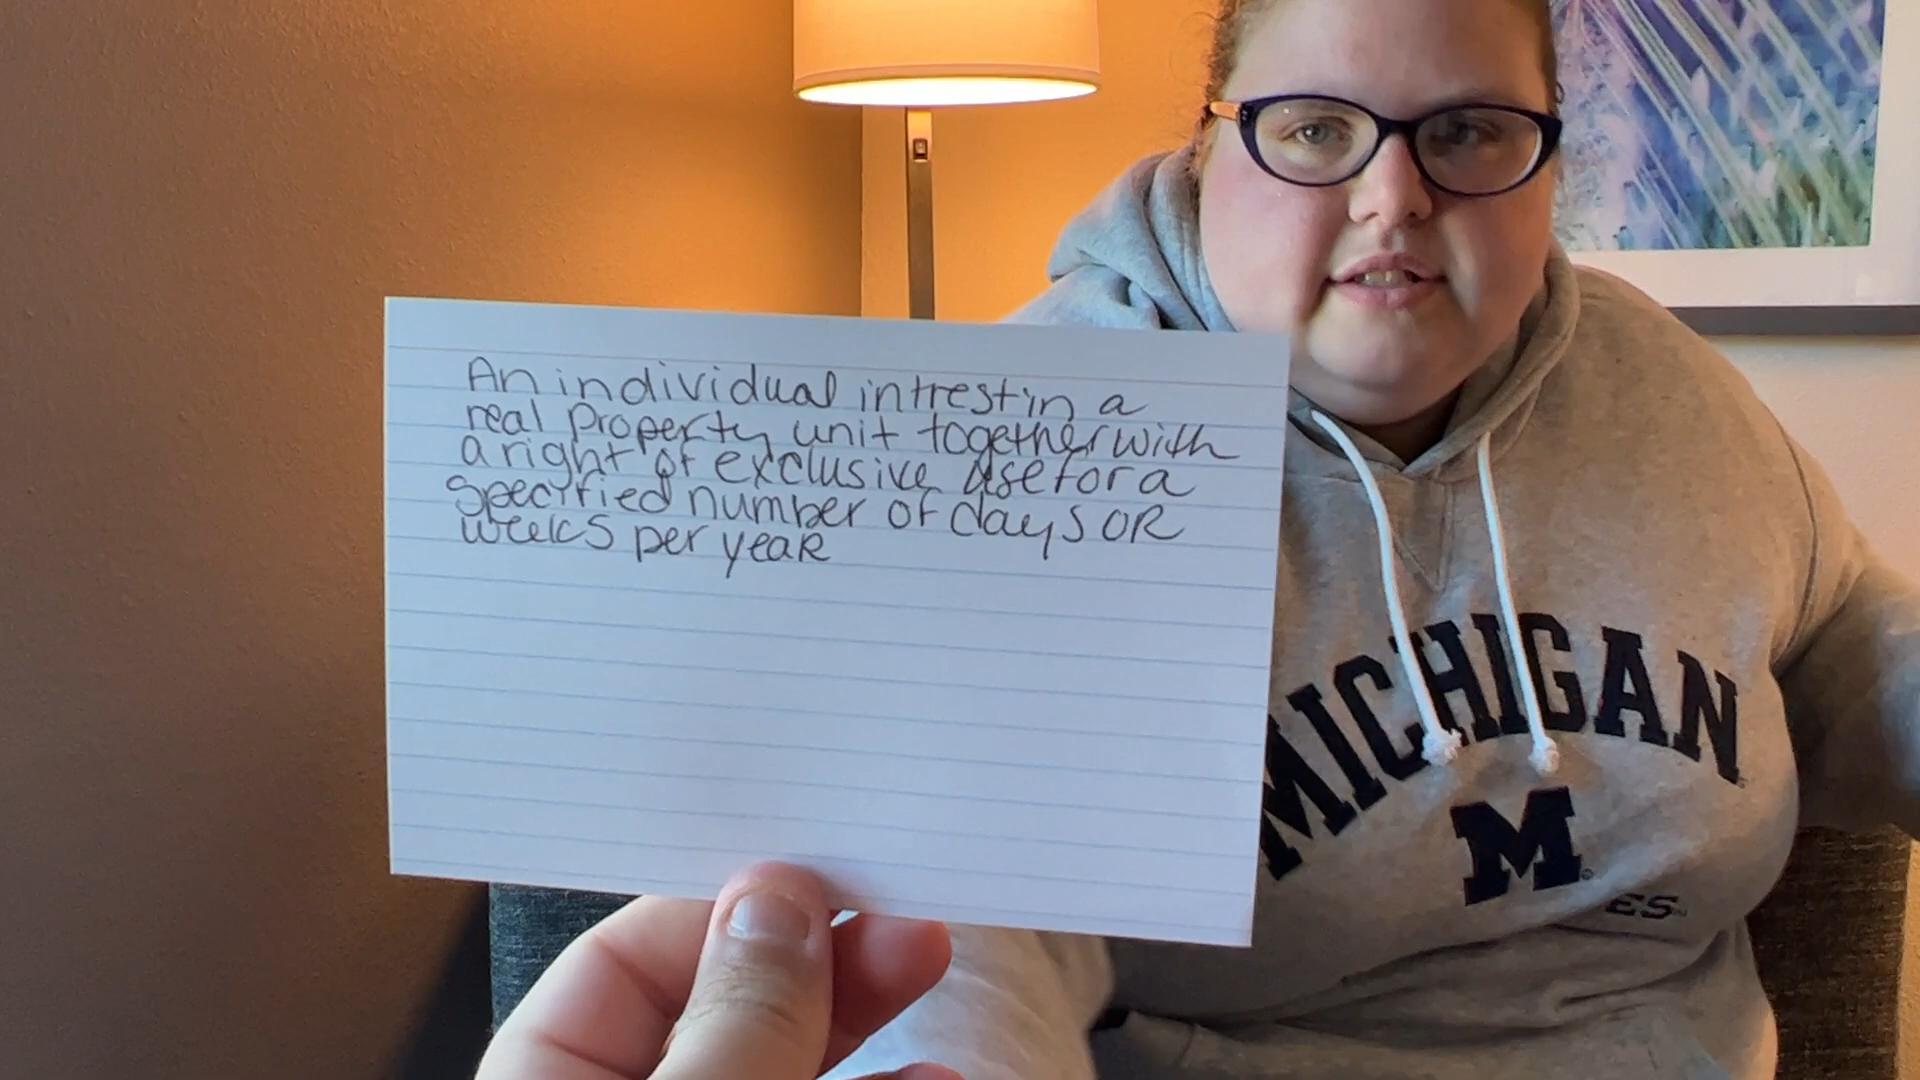 An individual intrest in a
real property unit together with
a right of exclusive use for a
specified number of days OR
weeks per year
MICHIGAN
M
ES